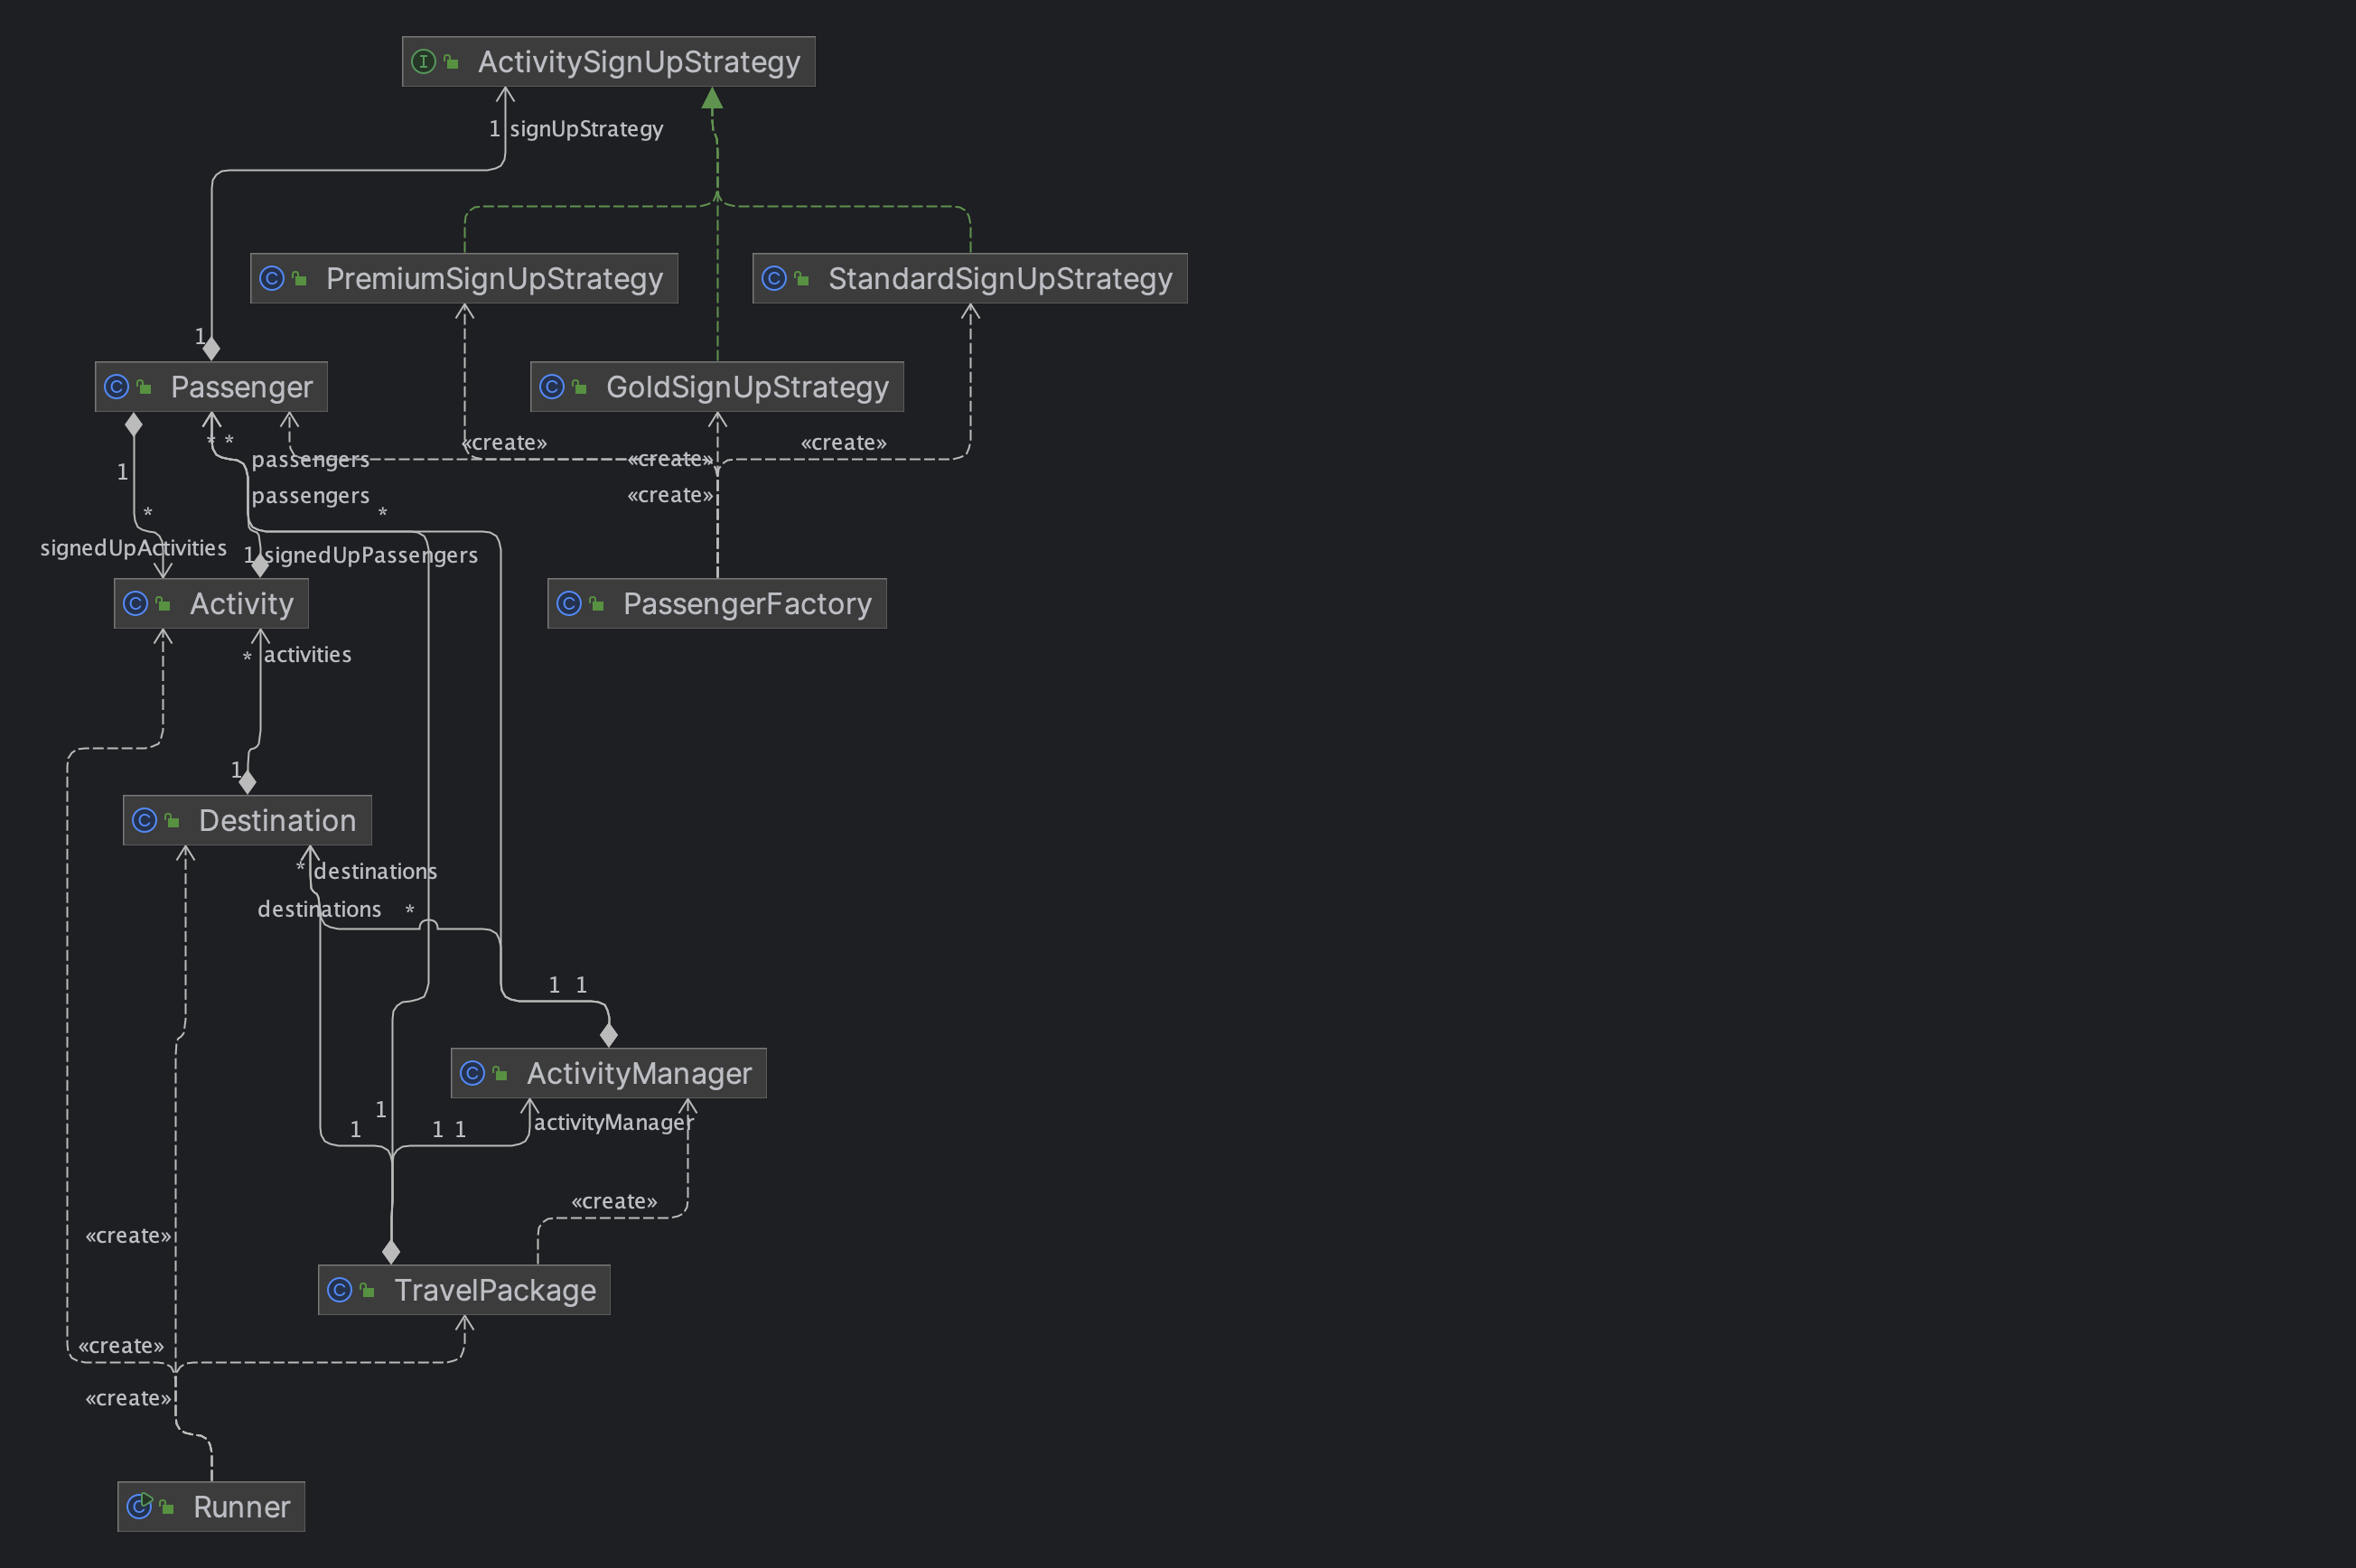 I ActivitySignUpStrategy
1 signUpStrategy
C PremiumSignUpStrategy
C StandardSignUpStrategy
1
C Passenger
C GoldSignUpStrategy
* *
«create»
«create»
passengers
«create»
1
passengers
«create»
*
*
signedUpActivities
1 signedUpPassengers
C Activity
C PassengerFactory
* activities
1
C Destination
* destinations
destinations *
1 1
C ActivityManager
1
1
1 1
activityManager
«create»
«create»
C TravelPackage
«create»
«create»
C Runner